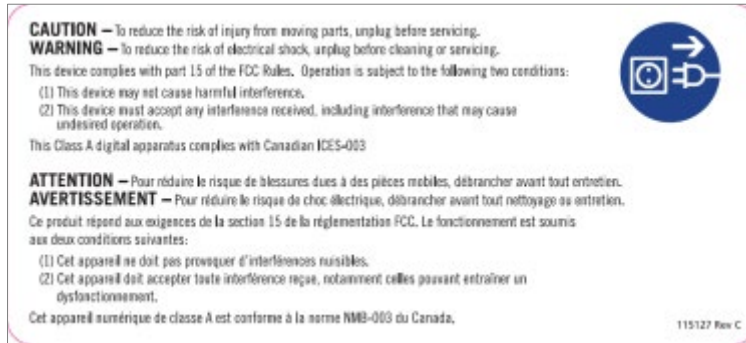 CAUTION – To reduce the risk of injury from moving parts, unplug before servicing.
WARNING – To reduce the risk of electrical shock, unplug before cleaning or servicing.
This device complies with part 15 of the FCC Rules. Operation is subject to the following two conditions:
(1) This device may not cause harmful interference.
(2) This device must accept any interference received, including interference that may cause
undesired operation.
This Class A digital apparatus complies with Canadian ICES-003
ATTENTION – Pour réduire le risque de blessures dues à des pièces mobiles, débrancher avant tout entretien.
AVERTISSEMENT – Pour réduire le risque de choc électrique, débrancher avant tout nettoyage ou entretien.
Ce produit répond aux exigences de la section 15 de la réglementation FCC. Le fonctionnement est soumis
aux deux conditions suivantes:
(1) Cet appareil ne doit pas provoquer d'interférences nuisibles.
(2) Cet appareil doit accepter toute interférence reçue, notamment celles pouvant entraîner un
dysfonctionnement.
Cet appareil numérique de classe A est conforme à la norme NMB-003 du Canada.
115127 Rev C